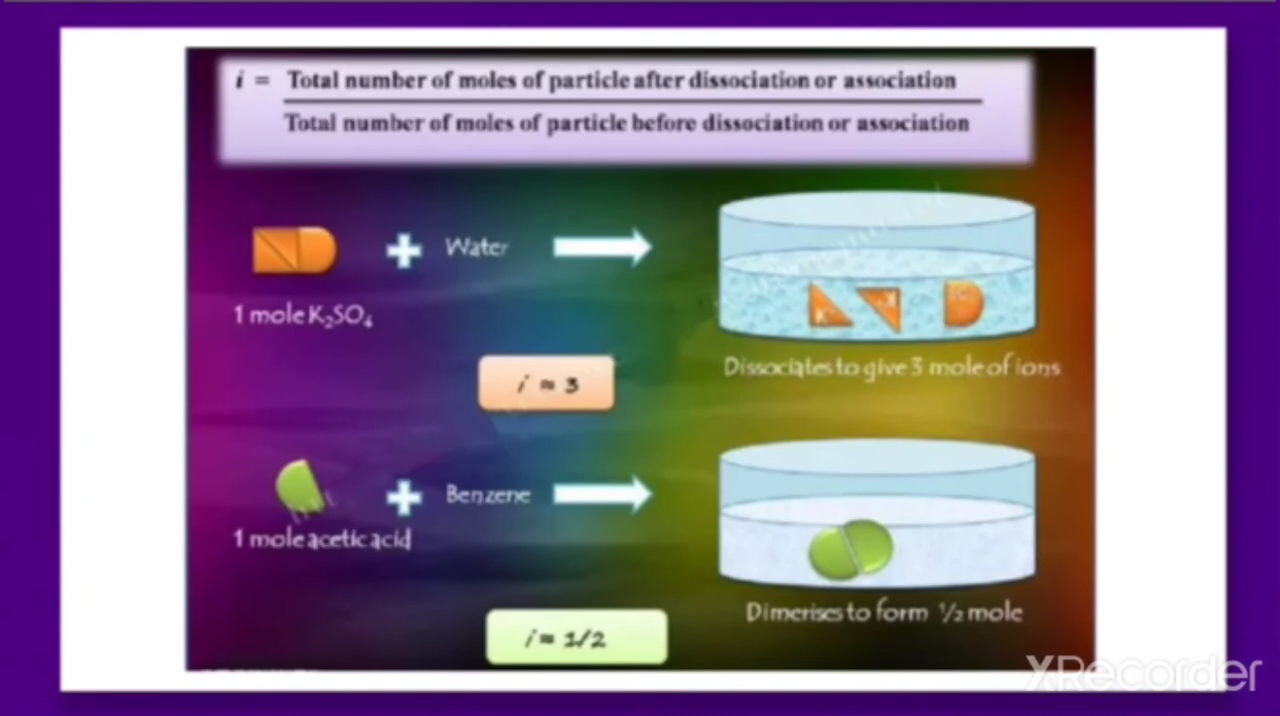 i = Total number of moles of particle after dissociation or association
Total number of moles of particle before dissociation or association
Water
1 mole K₂SO₄
K⁺
K⁺
Dissociates to give 3 mole of ions
i ≈ 3
Benzene
1 mole acetic acid
Dimerises to form ½ mole
i ≈ 1/2
XRecorder